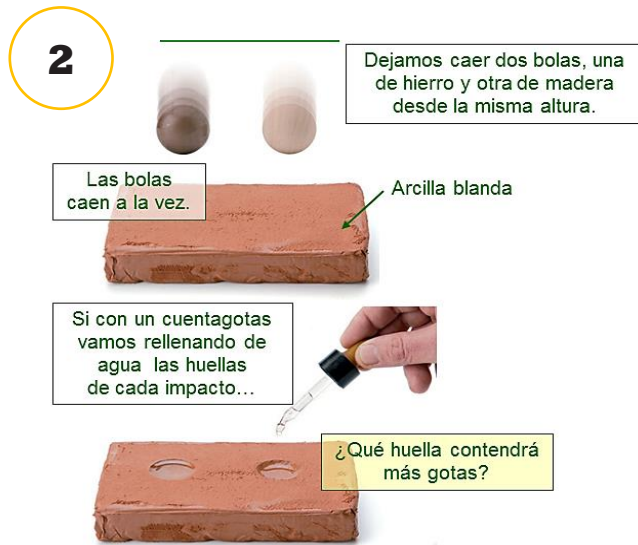 2
Dejamos caer dos bolas, una
de hierro y otra de madera
desde la misma altura.
Las bolas
caen a la vez.
Arcilla blanda
Si con un cuentagotas
vamos rellenando de
agua las huellas
de cada impacto…
¿Qué huella contendrá
más gotas?